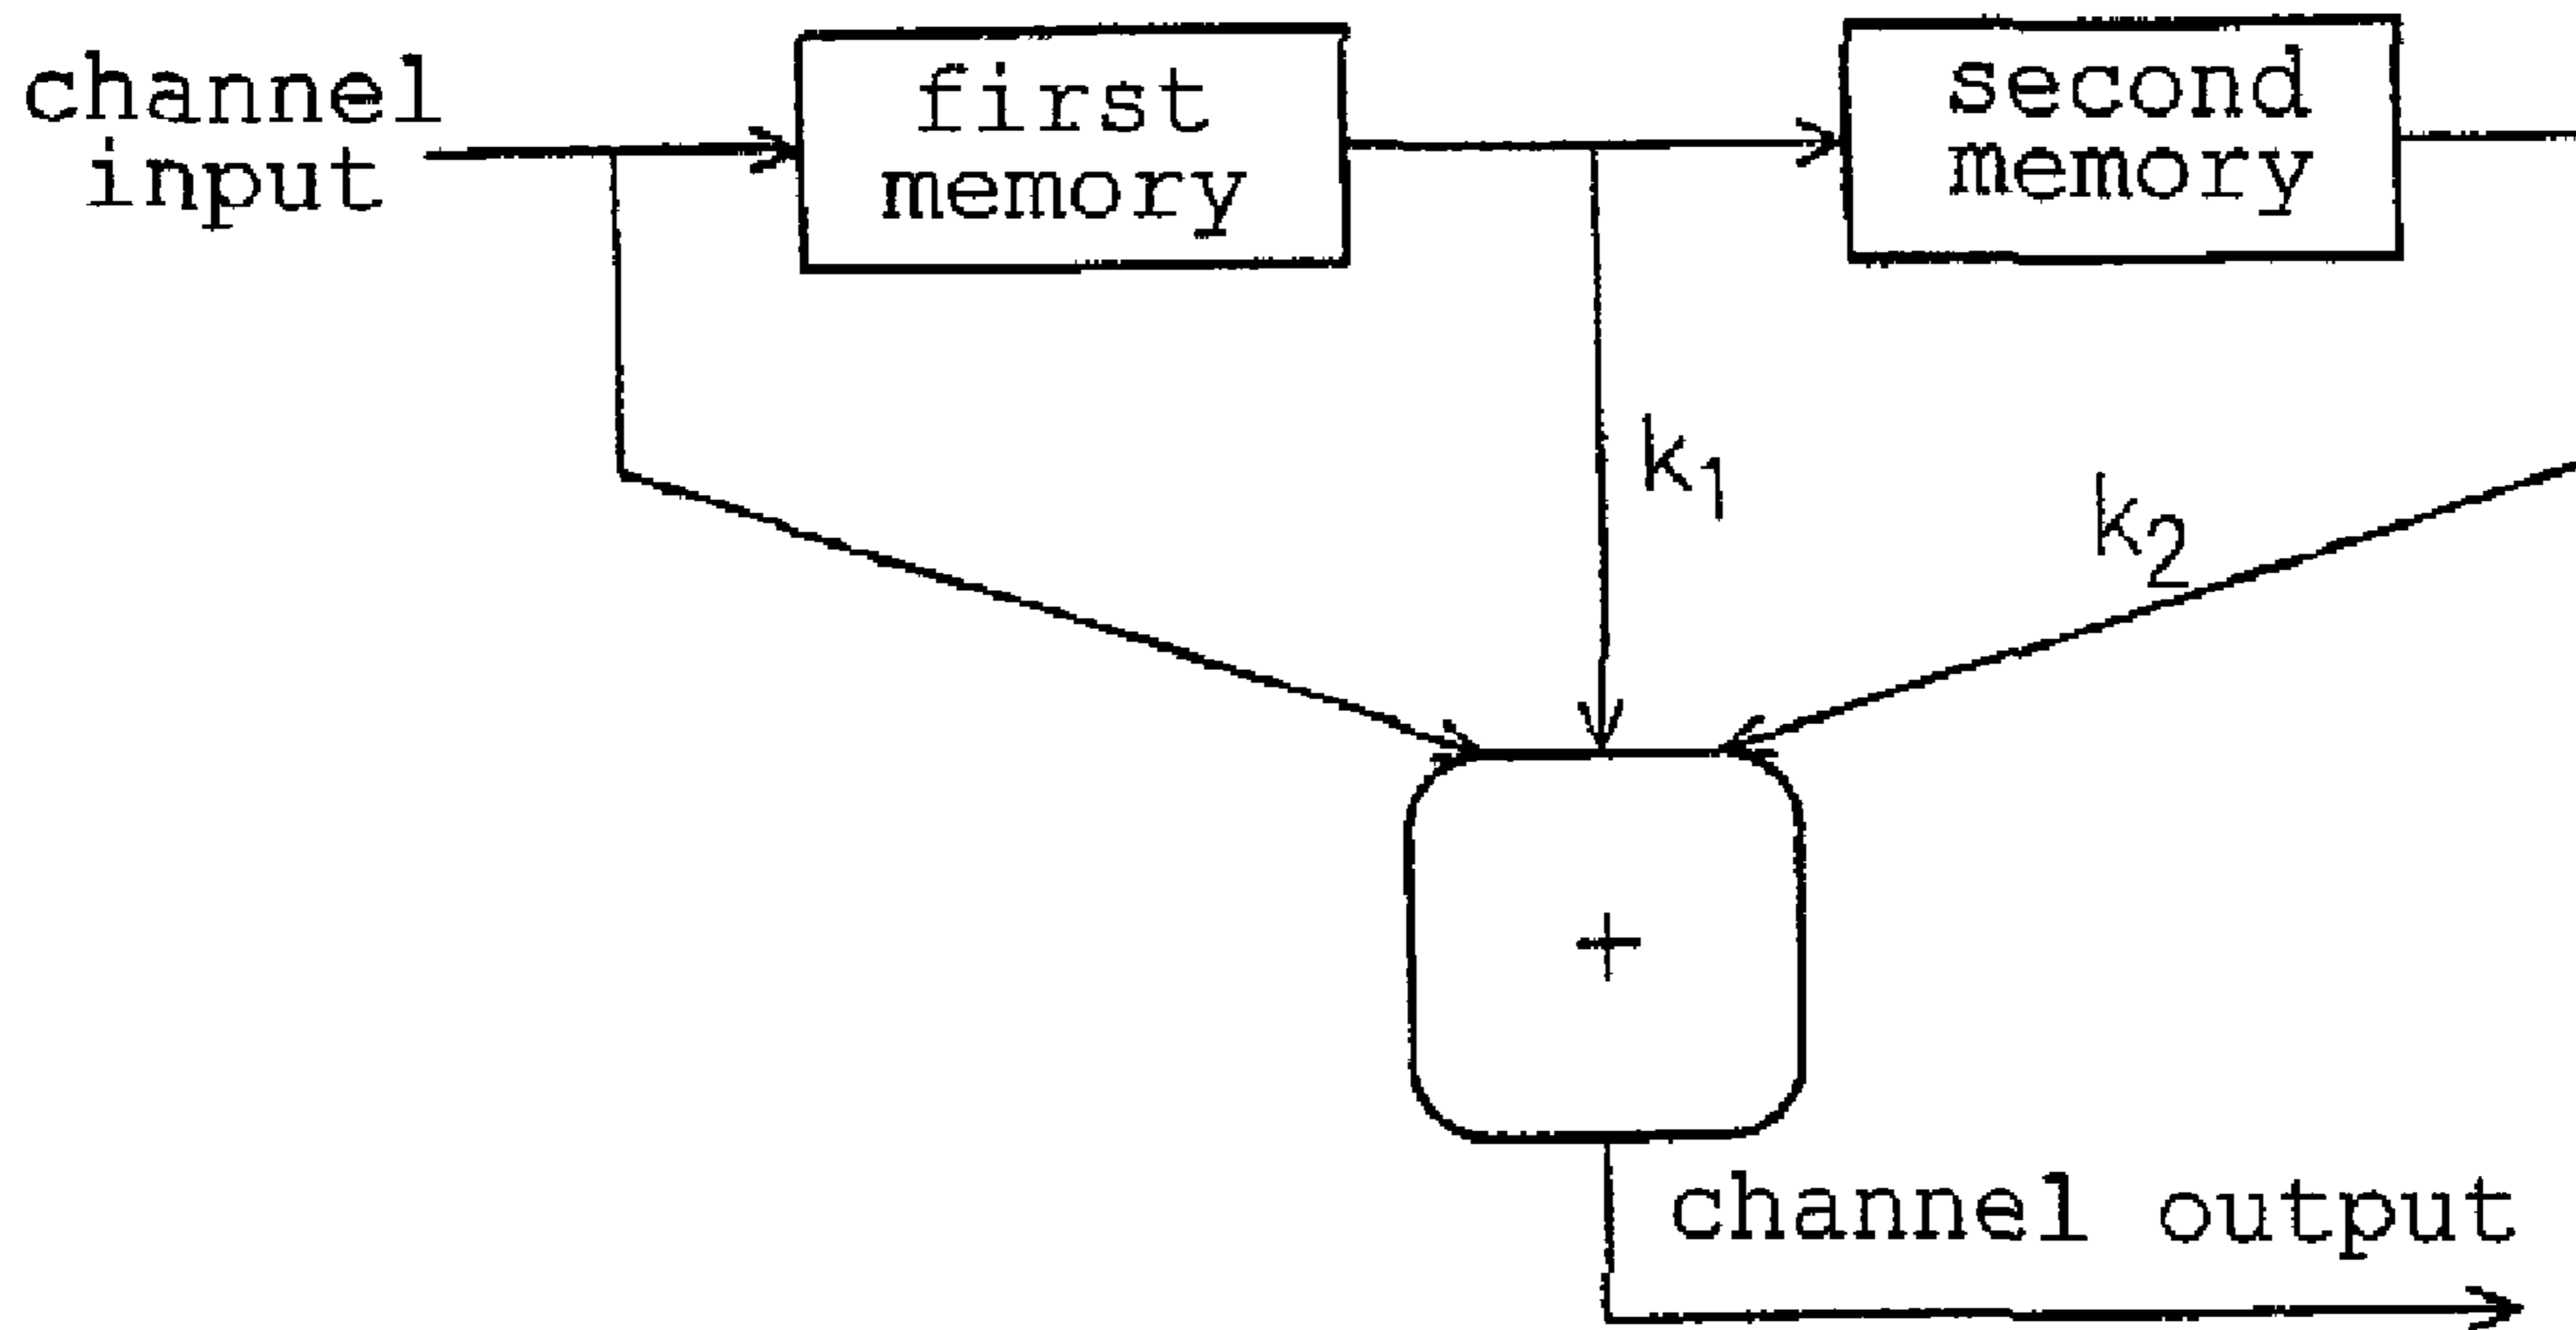 channel
input
first
memory
second
memory
k1
k2
+
channel output